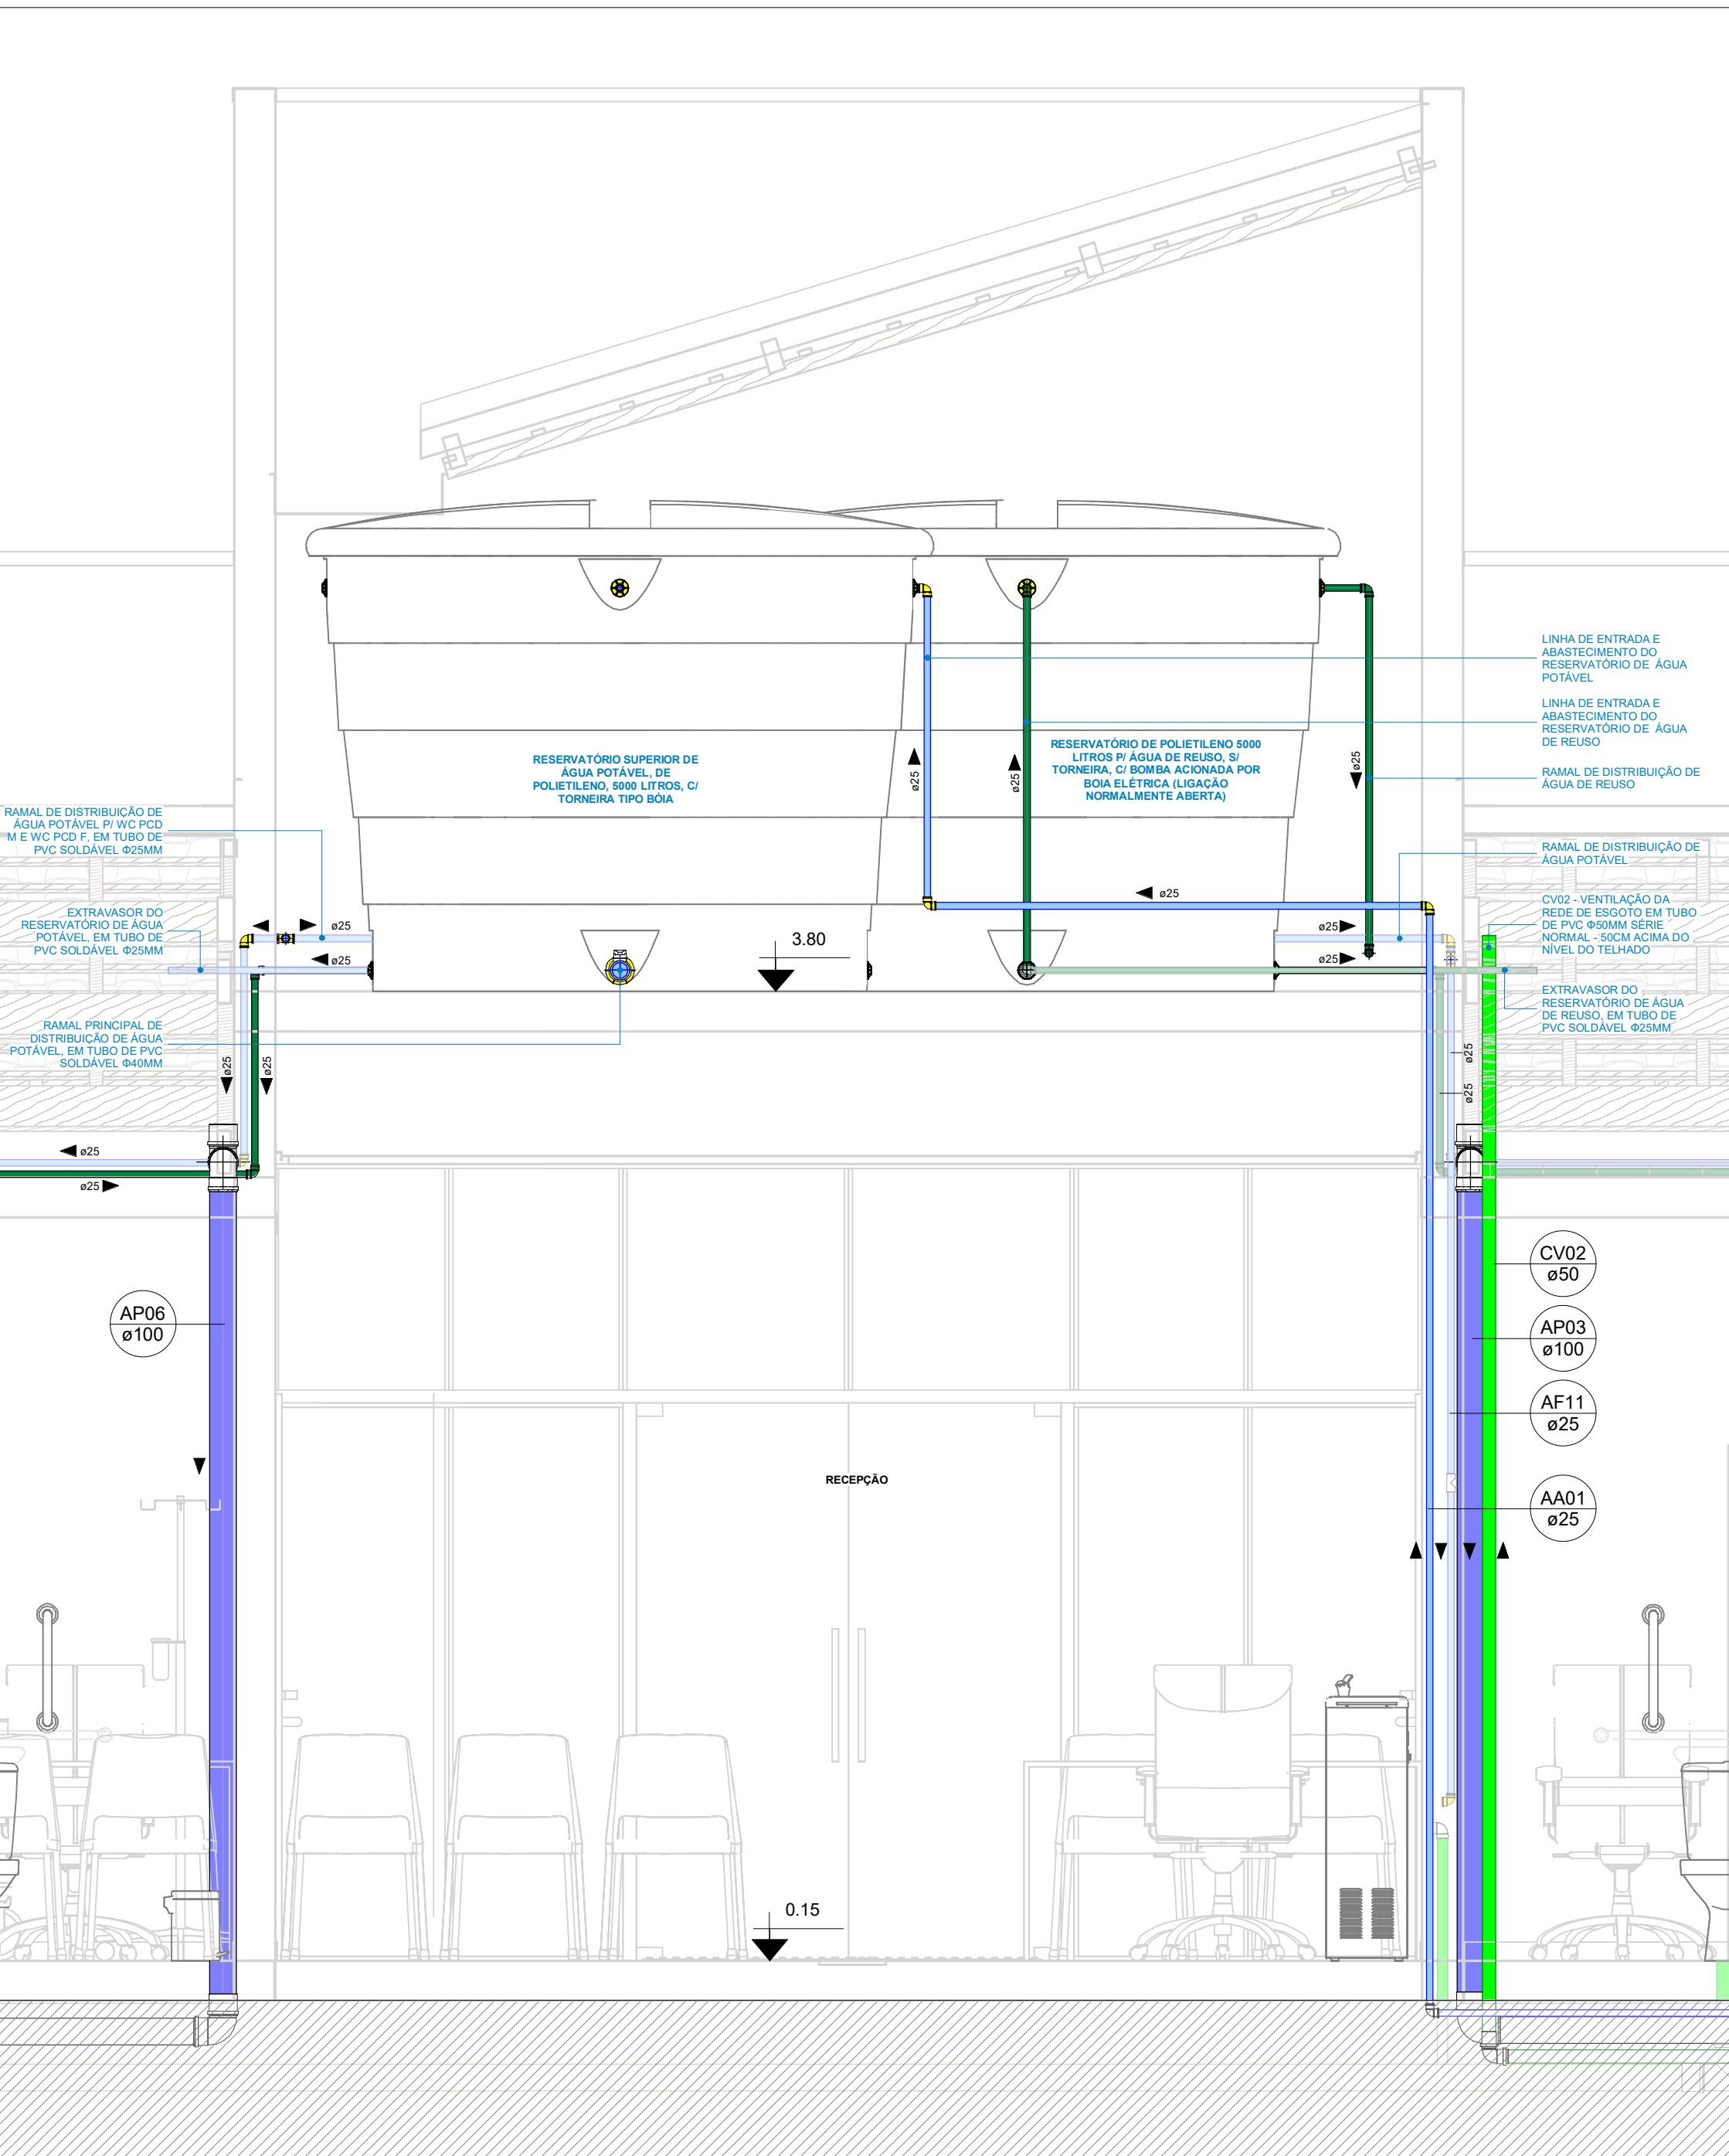 LINHA DE ENTRADA E
ABASTECIMENTO DO
RESERVATÓRIO DE ÁGUA
POTÁVEL
LINHA DE ENTRADA E
ABASTECIMENTO DO
RESERVATÓRIO DE ÁGUA
DE REUSO
RESERVATÓRIO SUPERIOR DE
ÁGUA POTÁVEL, DE
POLIETILENO, 5000 LITROS, C/
TORNEIRA TIPO BÓIA
RESERVATÓRIO DE POLIETILENO 5000
LITROS P/ ÁGUA DE REUSO, S/
TORNEIRA, C/ BOMBA ACIONADA POR
BOIA ELÉTRICA (LIGAÇÃO
NORMALMENTE ABERTA)
ø25
ø25
ø25
RAMAL DE DISTRIBUIÇÃO DE
ÁGUA DE REUSO
RAMAL DE DISTRIBUIÇÃO DE
ÁGUA POTÁVEL P/ WC PCD
M E WC PCD F, EM TUBO DE
PVC SOLDÁVEL Φ25MM
RAMAL DE DISTRIBUIÇÃO DE
ÁGUA POTÁVEL
ø25
EXTRAVASOR DO
RESERVATÓRIO DE ÁGUA
POTÁVEL, EM TUBO DE
PVC SOLDÁVEL Φ25MM
ø25
ø25
3.80
ø25
ø25
CV02 - VENTILAÇÃO DA
REDE DE ESGOTO EM TUBO
DE PVC Φ50MM SÉRIE
NORMAL - 50CM ACIMA DO
NÍVEL DO TELHADO
EXTRAVASOR DO
RESERVATÓRIO DE ÁGUA
DE REUSO, EM TUBO DE
PVC SOLDÁVEL Φ25MM
RAMAL PRINCIPAL DE
DISTRIBUIÇÃO DE ÁGUA
POTÁVEL, EM TUBO DE PVC
SOLDÁVEL Φ40MM
ø25
ø25
ø25
ø25
ø25
ø25
CV02
ø50
AP06
ø100
AP03
ø100
AF11
ø25
RECEPÇÃO
AA01
ø25
0.15